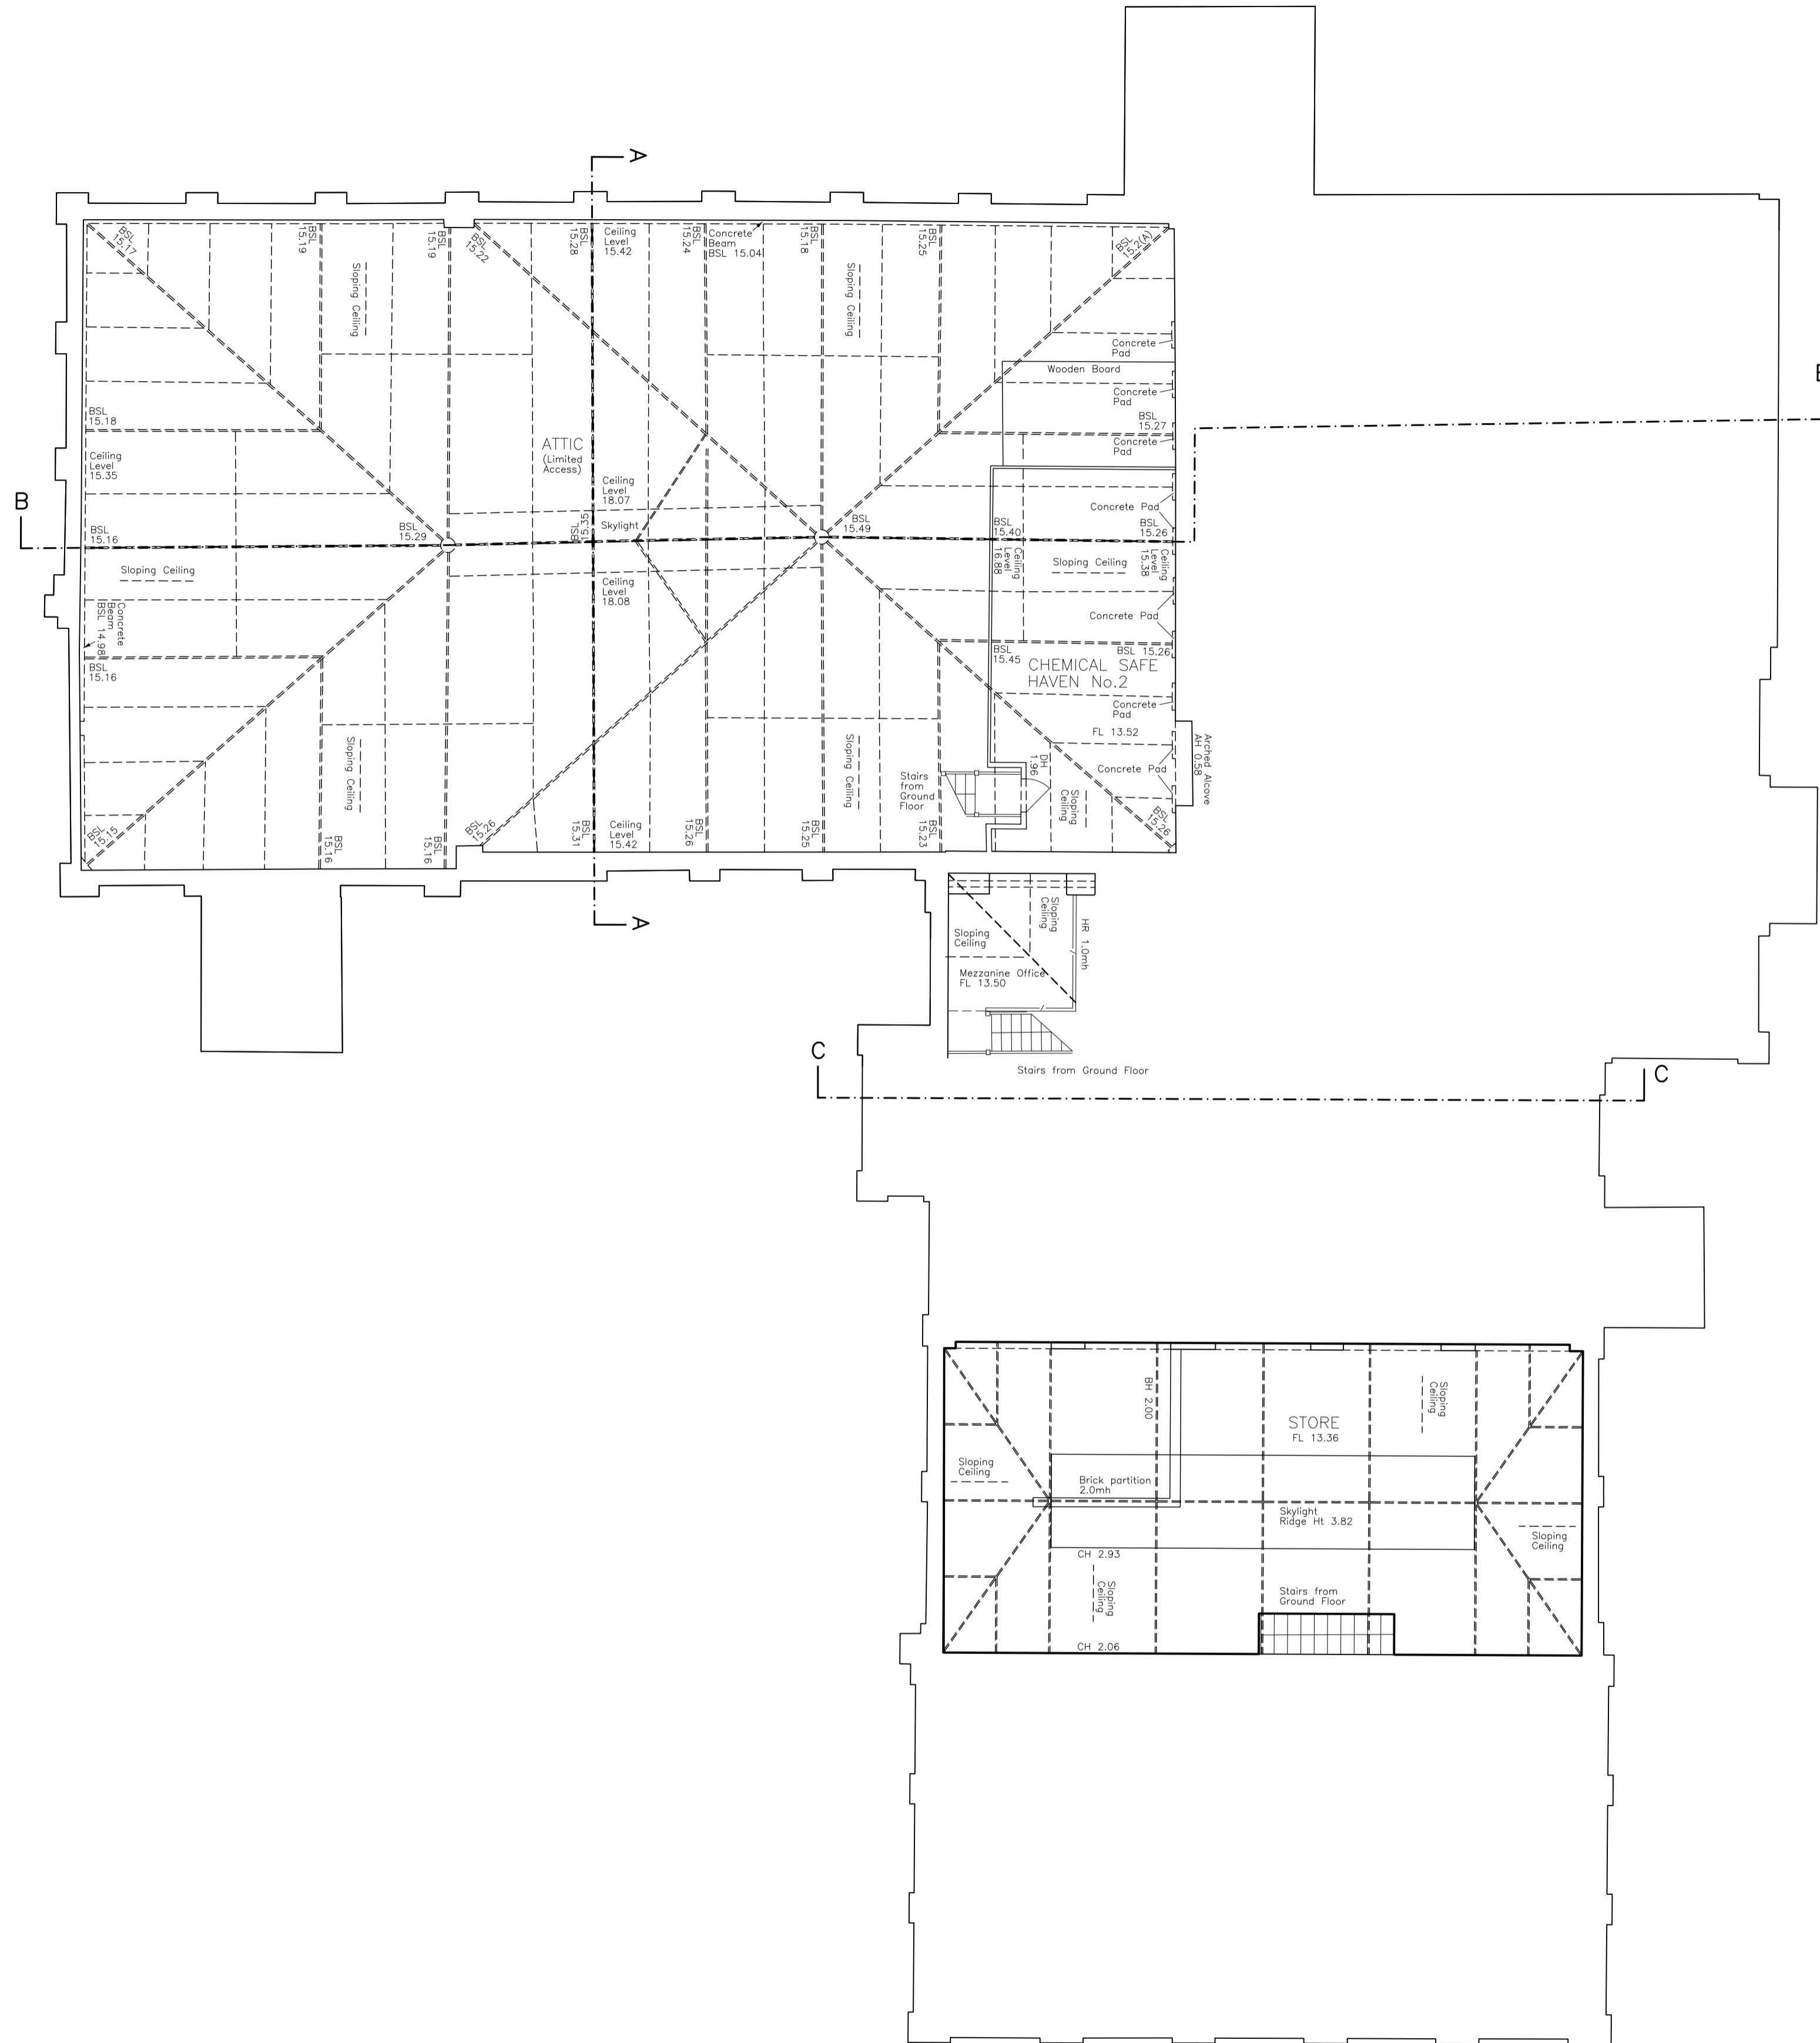 A
BSL
15.17
BSL
15.19
BSL
15.19
BSL
15.22
BSL
15.28
Ceiling
Level
15.42
BSL
15.24
Concrete
Beam
BSL 15.04
BSL
15.18
BSL
15.25
BSL
15.2(A)
Sloping Ceiling
Sloping Ceiling
Concrete
Pad
Wooden Board
Concrete
Pad
BSL
15.27
Concrete
Pad
BSL
15.18
ATTIC
(Limited
Access)
Ceiling
Level
15.35
Ceiling
Level
18.07
B
BSL
15.16
BSL
15.29
BSL
15.35
Skylight
BSL
15.49
Concrete Pad
BSL
15.40
BSL
15.26
Ceiling
Level
16.88
Sloping Ceiling
Ceiling
Level
15.38
Sloping Ceiling
Ceiling
Level
18.08
Concrete
Beam
BSL 14.98
Concrete Pad
BSL
15.16
BSL
15.45
BSL 15.26
CHEMICAL SAFE
HAVEN No.2
Concrete
Pad
FL 13.52
Arched Alcove
AH 0.58
Sloping Ceiling
Sloping Ceiling
DH
1.96
Concrete Pad
Stairs
from
Ground
Floor
Sloping
Ceiling
BSL
15.15
BSL
15.16
BSL
15.16
BSL
15.26
BSL
15.31
Ceiling
Level
15.42
BSL
15.26
BSL
15.25
BSL
15.23
BSL
15.26
A
Sloping
Ceiling
HR 1.0mh
Sloping
Ceiling
Mezzanine Office
FL 13.50
Stairs from Ground Floor
C
C
BH 2.00
Sloping
Ceiling
STORE
FL 13.36
Sloping
Ceiling
Brick partition
2.0mh
Skylight
Ridge Ht 3.82
Sloping
Ceiling
CH 2.93
Sloping
Ceiling
Stairs from
Ground Floor
CH 2.06